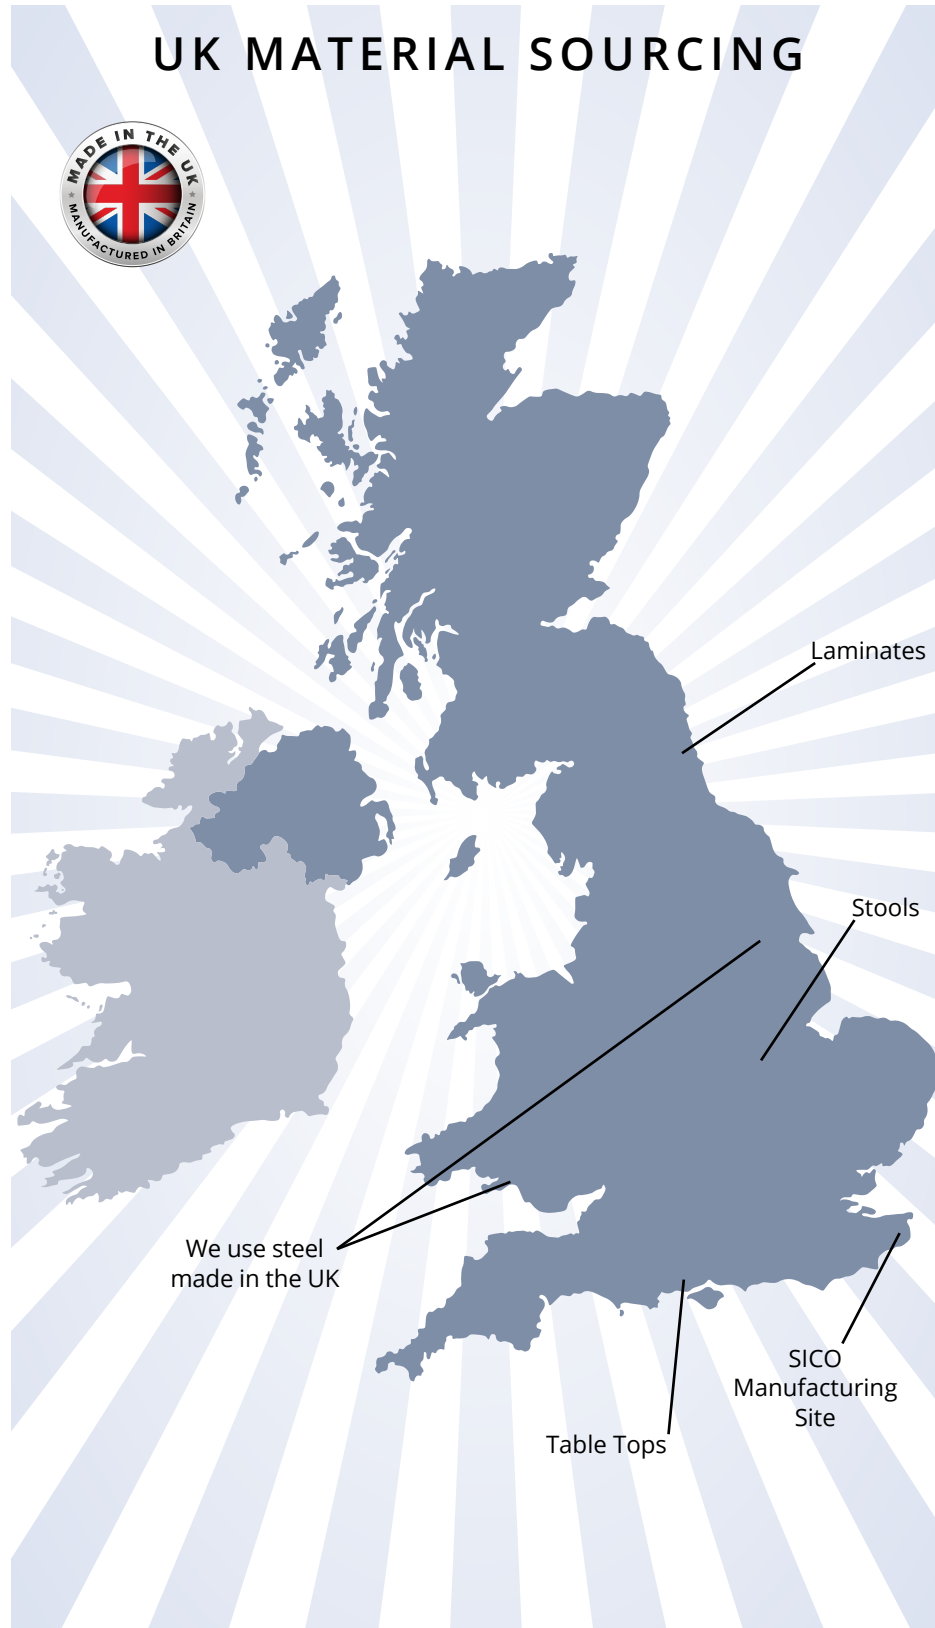 UK MATERIAL SOURCING
MADE IN THE UK
MANUFACTURED IN BRITAIN
Laminates
Stools
We use steel
made in the UK
SICO
Manufacturing
Site
Table Tops